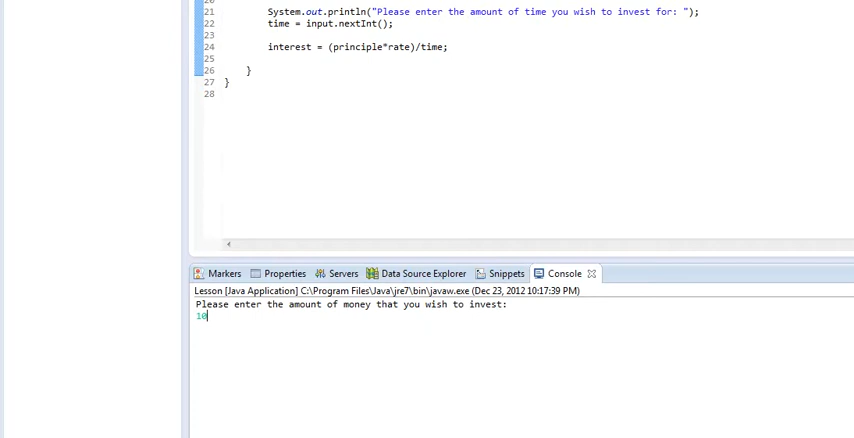 21 System.out.println("Please enter the amount of time you wish to invest for: ");
22 time = input.nextInt();
23
24 interest = (principle*rate)/time;
25
26 }
27 }
28
Markers Properties Servers Data Source Explorer Snippets Console
Lesson [Java Application] C:\Program Files\Java\jre7\bin\javaw.exe (Dec 23, 2012 10:17:39 PM)
Please enter the amount of money that you wish to invest:
10